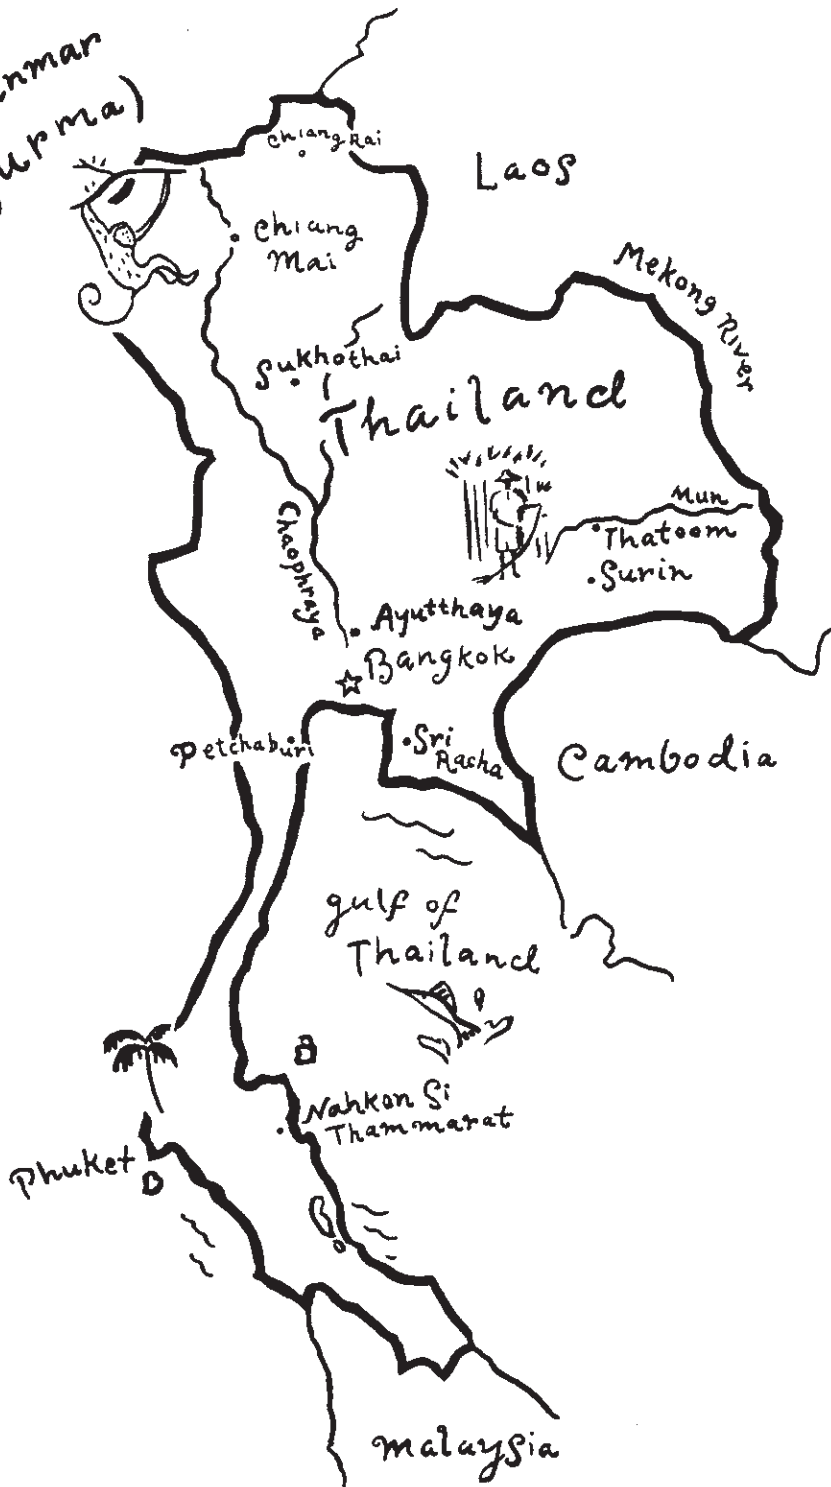 nmar
urma)
Chiang Rai
Laos
Chiang
Mai
Mekong River
Sukhothai
Thailand
Mun
Thatoom
Surin
Chaophraya
Ayutthaya
Bangkok
Petchaburi
Sri
Racha
Cambodia
gulf of
Thailand
Nahkon Si
Thammarat
Phuket
malaysia